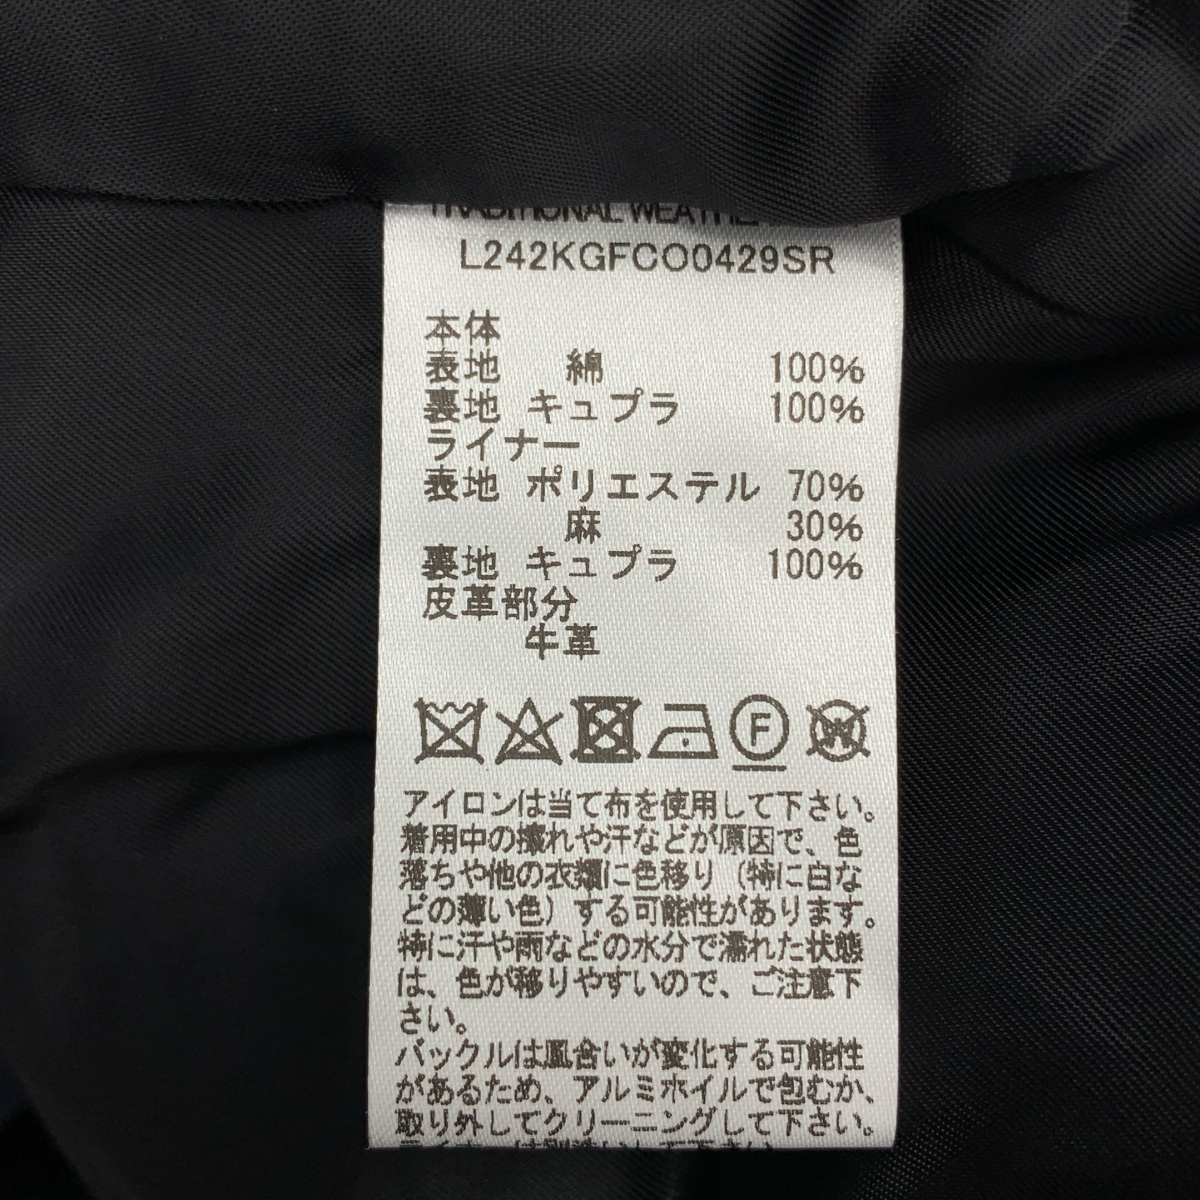 TRADITIONAL WEATHE
L242KGFCO0429SR
本体
表地 綿 100%
裏地 キュプラ 100%
ライナー
表地 ポリエステル 70%
麻 30%
裏地 キュプラ 100%
皮革部分
牛革
F W
アイロンは当て布を使用して下さい。
着用中の擦れや汗などが原因で、色
落ちや他の衣類に色移り（特に白な
どの薄い色）する可能性があります。
特に汗や雨などの水分で濡れた状態
は、色が移りやすいので、ご注意下
さい。
バックルは風合いが変化する可能性
があるため、アルミホイルで包むか、
取り外してクリーニングして下さい。